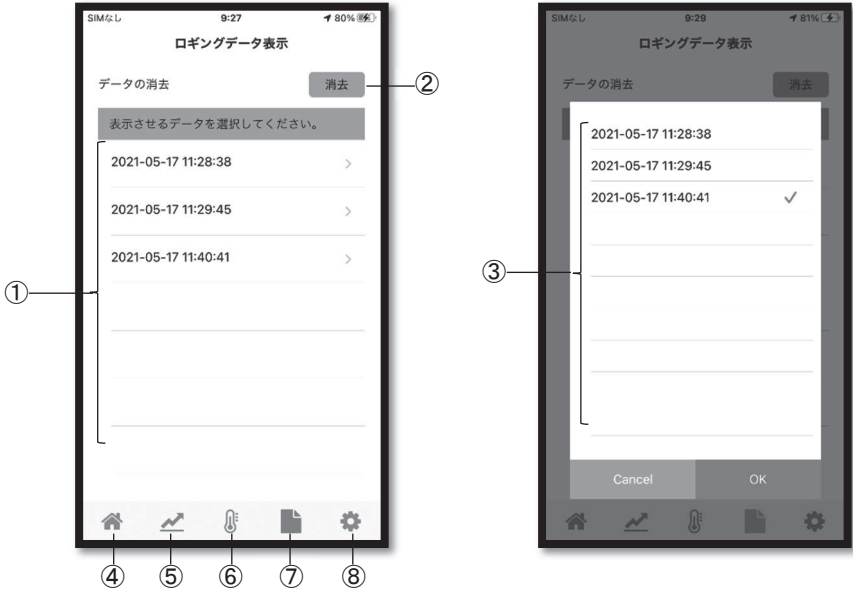 SIMなし 9:27 80%
ロギングデータ表示
データの消去 消去
②
表示させるデータを選択してください。
2021-05-17 11:28:38
2021-05-17 11:29:45
2021-05-17 11:40:41
①
④ ⑤ ⑥ ⑦ ⑧
SIMなし 9:29 81%
ロギングデータ表示
データの消去 消去
2021-05-17 11:28:38
2021-05-17 11:29:45
2021-05-17 11:40:41
③
Cancel OK